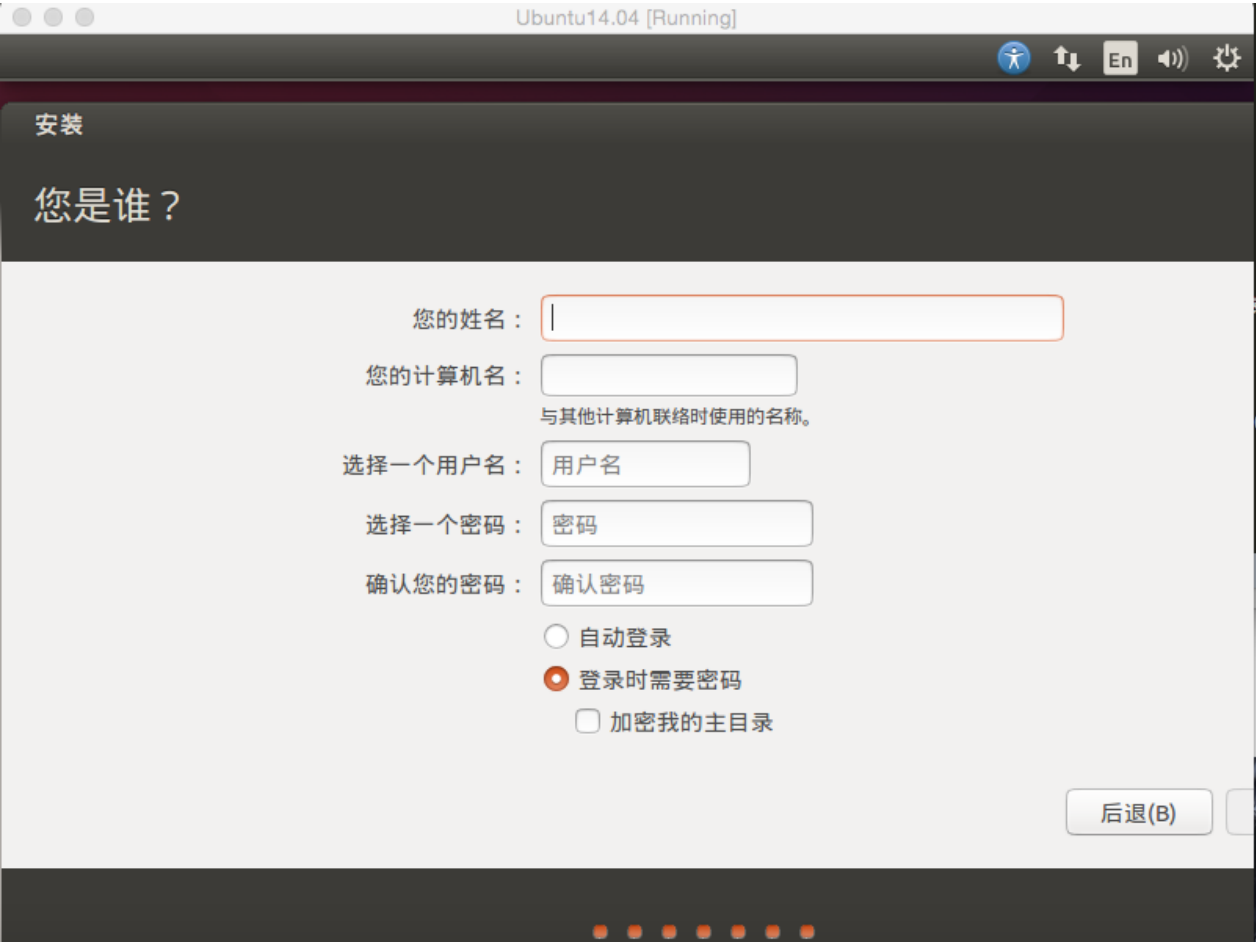 Ubuntu14.04 [Running]
En
安装
您是谁？
您的姓名：
您的计算机名：
与其他计算机联络时使用的名称。
选择一个用户名： 用户名
选择一个密码： 密码
确认您的密码： 确认密码
自动登录
登录时需要密码
加密我的主目录
后退(B)